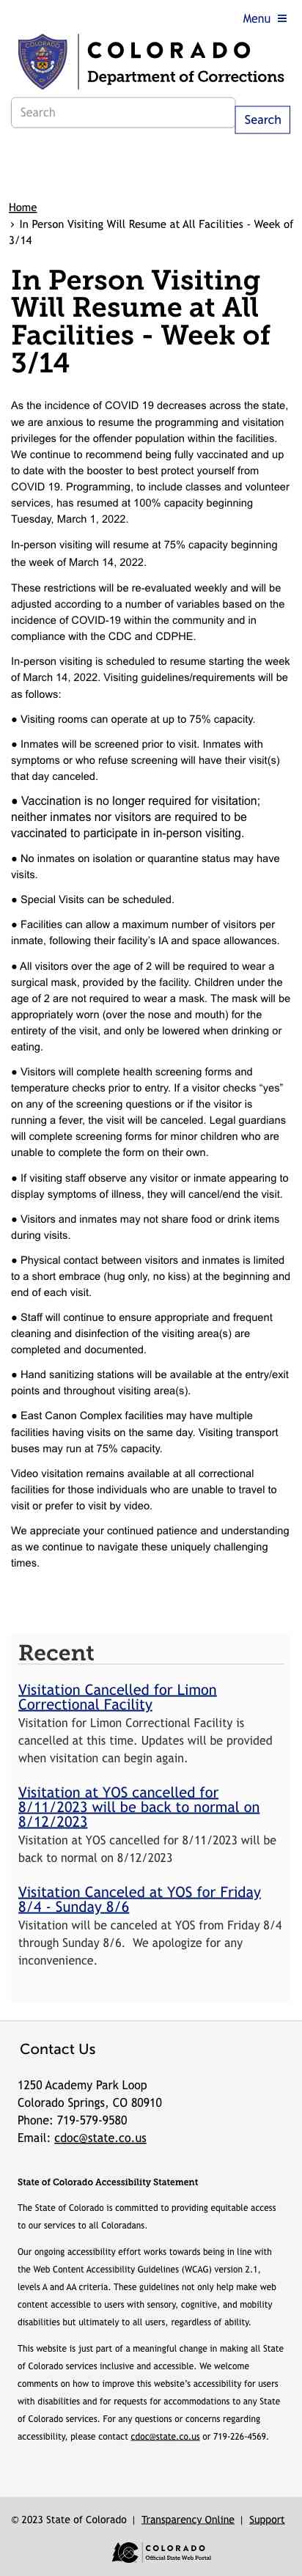 Menu ≡
COLORADO
Department of Corrections
Search
Search
Home
› In Person Visiting Will Resume at All Facilities - Week of
3/14
In Person Visiting
Will Resume at All
Facilities - Week of
3/14
As the incidence of COVID 19 decreases across the state,
we are anxious to resume the programming and visitation
privileges for the offender population within the facilities.
We continue to recommend being fully vaccinated and up
to date with the booster to best protect yourself from
COVID 19. Programming, to include classes and volunteer
services, has resumed at 100% capacity beginning
Tuesday, March 1, 2022.
In-person visiting will resume at 75% capacity beginning
the week of March 14, 2022.
These restrictions will be re-evaluated weekly and will be
adjusted according to a number of variables based on the
incidence of COVID-19 within the community and in
compliance with the CDC and CDPHE.
In-person visiting is scheduled to resume starting the week
of March 14, 2022. Visiting guidelines/requirements will be
as follows:
● Visiting rooms can operate at up to 75% capacity.
● Inmates will be screened prior to visit. Inmates with
symptoms or who refuse screening will have their visit(s)
that day canceled.
● Vaccination is no longer required for visitation;
neither inmates nor visitors are required to be
vaccinated to participate in in-person visiting.
● No inmates on isolation or quarantine status may have
visits.
● Special Visits can be scheduled.
● Facilities can allow a maximum number of visitors per
inmate, following their facility's IA and space allowances.
● All visitors over the age of 2 will be required to wear a
surgical mask, provided by the facility. Children under the
age of 2 are not required to wear a mask. The mask will be
appropriately worn (over the nose and mouth) for the
entirety of the visit, and only be lowered when drinking or
eating.
● Visitors will complete health screening forms and
temperature checks prior to entry. If a visitor checks “yes”
on any of the screening questions or if the visitor is
running a fever, the visit will be canceled. Legal guardians
will complete screening forms for minor children who are
unable to complete the form on their own.
● If visiting staff observe any visitor or inmate appearing to
display symptoms of illness, they will cancel/end the visit.
● Visitors and inmates may not share food or drink items
during visits.
● Physical contact between visitors and inmates is limited
to a short embrace (hug only, no kiss) at the beginning and
end of each visit.
● Staff will continue to ensure appropriate and frequent
cleaning and disinfection of the visiting area(s) are
completed and documented.
● Hand sanitizing stations will be available at the entry/exit
points and throughout visiting area(s).
● East Canon Complex facilities may have multiple
facilities having visits on the same day. Visiting transport
buses may run at 75% capacity.
Video visitation remains available at all correctional
facilities for those individuals who are unable to travel to
visit or prefer to visit by video.
We appreciate your continued patience and understanding
as we continue to navigate these uniquely challenging
times.
Recent
Visitation Cancelled for Limon
Correctional Facility
Visitation for Limon Correctional Facility is
cancelled at this time. Updates will be provided
when visitation can begin again.
Visitation at YOS cancelled for
8/11/2023 will be back to normal on
8/12/2023
Visitation at YOS cancelled for 8/11/2023 will be
back to normal on 8/12/2023
Visitation Canceled at YOS for Friday
8/4 - Sunday 8/6
Visitation will be canceled at YOS from Friday 8/4
through Sunday 8/6. We apologize for any
inconvenience.
Contact Us
1250 Academy Park Loop
Colorado Springs, CO 80910
Phone: 719-579-9580
Email: cdoc@state.co.us
State of Colorado Accessibility Statement
The State of Colorado is committed to providing equitable access
to our services to all Coloradans.
Our ongoing accessibility effort works towards being in line with
the Web Content Accessibility Guidelines (WCAG) version 2.1,
levels A and AA criteria. These guidelines not only help make web
content accessible to users with sensory, cognitive, and mobility
disabilities but ultimately to all users, regardless of ability.
This website is just part of a meaningful change in making all State
of Colorado services inclusive and accessible. We welcome
comments on how to improve this website's accessibility for users
with disabilities and for requests for accommodations to any State
of Colorado services. For any questions or concerns regarding
accessibility, please contact cdoc@state.co.us or 719-226-4569.
© 2023 State of Colorado | Transparency Online | Support
COLORADO
Official State Web Portal